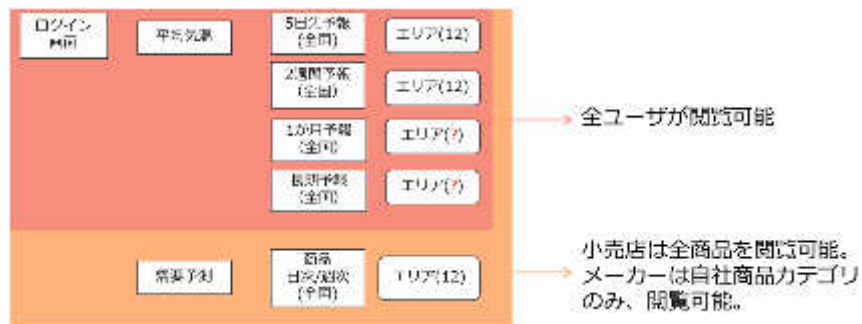 ログイン
画面
平均気温
5日先予報
(全国)
エリア(12)
2週間予報
(全国)
エリア(12)
1か月予報
(全国)
エリア(?)
長期予報
(全国)
エリア(?)
全ユーザが閲覧可能
需要予測
商品
日次/週次
(全国)
エリア(12)
小売店は全商品を閲覧可能。
メーカーは自社商品カテゴリ
のみ、閲覧可能。